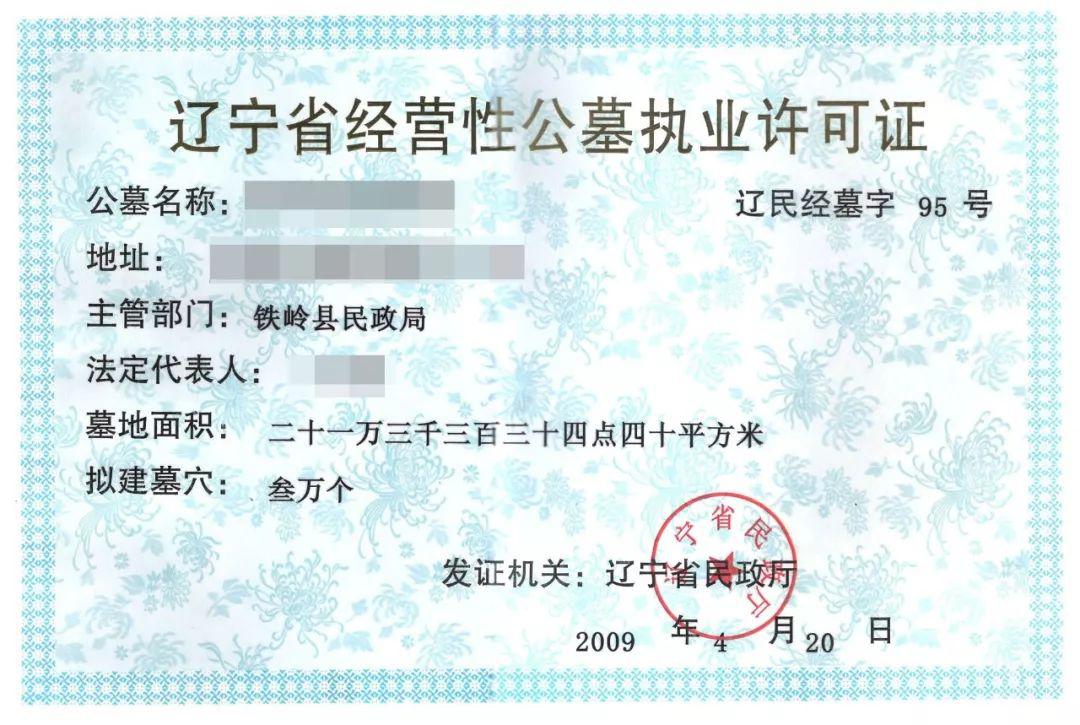 辽宁省经营性公墓执业许可证
公墓名称:
辽民经墓字 95 号
地址:
主管部门: 铁岭县民政局
法定代表人:
墓地面积: 二十一万三千三百三十四点四十平方米
拟建墓穴: 叁万个
发证机关: 辽宁省民政厅
辽宁省民政厅
2009 年 4 月 20 日